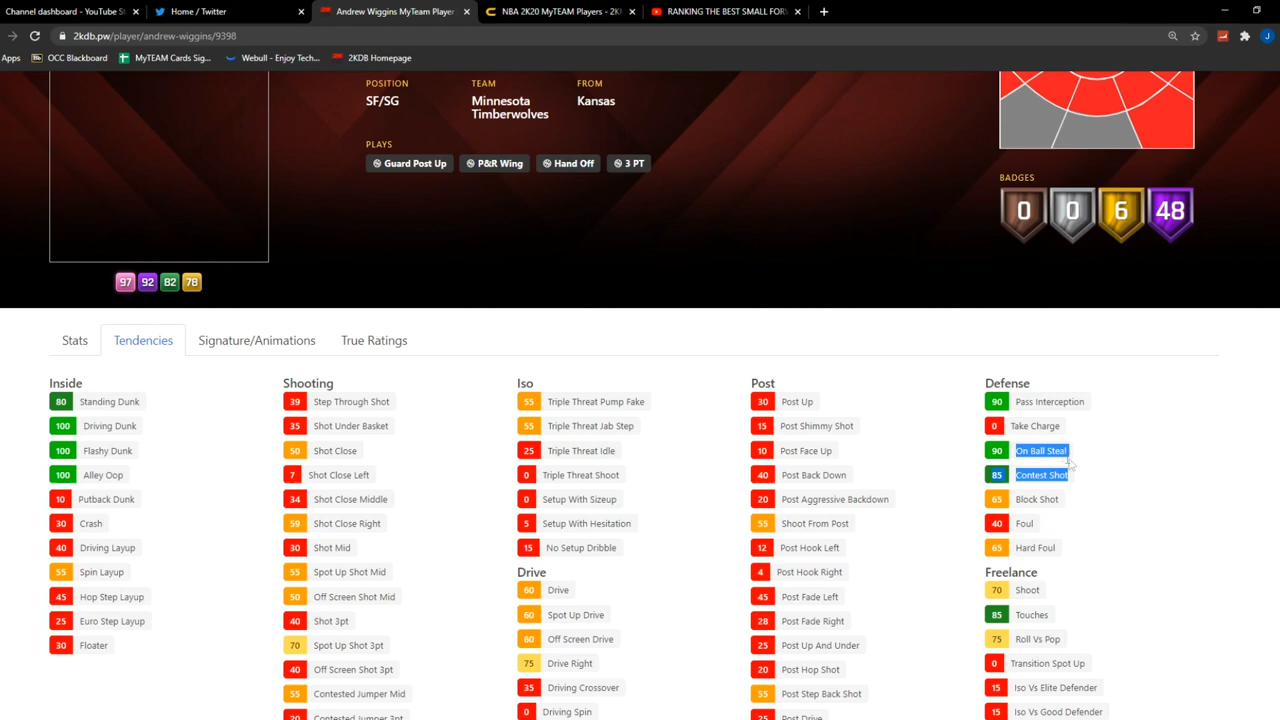 Channel dashboard - YouTube St
Home / Twitter
Andrew Wiggins MyTeam Player
NBA 2K20 MyTEAM Players - 2K
RANKING THE BEST SMALL FOR
2kdb.pw/player/andrew-wiggins/9398
J
Apps
OCC Blackboard
MyTEAM Cards Sig...
Webull - Enjoy Tech...
2KDB Homepage
POSITION
SF/SG
TEAM
Minnesota
Timberwolves
FROM
Kansas
PLAYS
Guard Post Up
P&R Wing
Hand Off
3 PT
BADGES
0 0 6 48
97 92 82 78
Stats
Tendencies
Signature/Animations
True Ratings
Inside
80 Standing Dunk
100 Driving Dunk
100 Flashy Dunk
100 Alley Oop
10 Putback Dunk
30 Crash
40 Driving Layup
55 Spin Layup
45 Hop Step Layup
25 Euro Step Layup
30 Floater
Shooting
39 Step Through Shot
35 Shot Under Basket
50 Shot Close
7 Shot Close Left
34 Shot Close Middle
59 Shot Close Right
30 Shot Mid
55 Spot Up Shot Mid
50 Off Screen Shot Mid
40 Shot 3pt
70 Spot Up Shot 3pt
40 Off Screen Shot 3pt
55 Contested Jumper Mid
20 Contested Jumper 3pt
Iso
55 Triple Threat Pump Fake
55 Triple Threat Jab Step
25 Triple Threat Idle
0 Triple Threat Shoot
0 Setup With Sizeup
5 Setup With Hesitation
15 No Setup Dribble
Drive
60 Drive
60 Spot Up Drive
60 Off Screen Drive
75 Drive Right
35 Driving Crossover
0 Driving Spin
Post
30 Post Up
15 Post Shimmy Shot
10 Post Face Up
40 Post Back Down
20 Post Aggressive Backdown
55 Shoot From Post
12 Post Hook Left
4 Post Hook Right
45 Post Fade Left
28 Post Fade Right
25 Post Up And Under
20 Post Hop Shot
55 Post Step Back Shot
25 Post Drive
Defense
90 Pass Interception
0 Take Charge
90 On Ball Steal
85 Contest Shot
65 Block Shot
40 Foul
65 Hard Foul
Freelance
70 Shoot
85 Touches
75 Roll Vs Pop
0 Transition Spot Up
15 Iso Vs Elite Defender
15 Iso Vs Good Defender